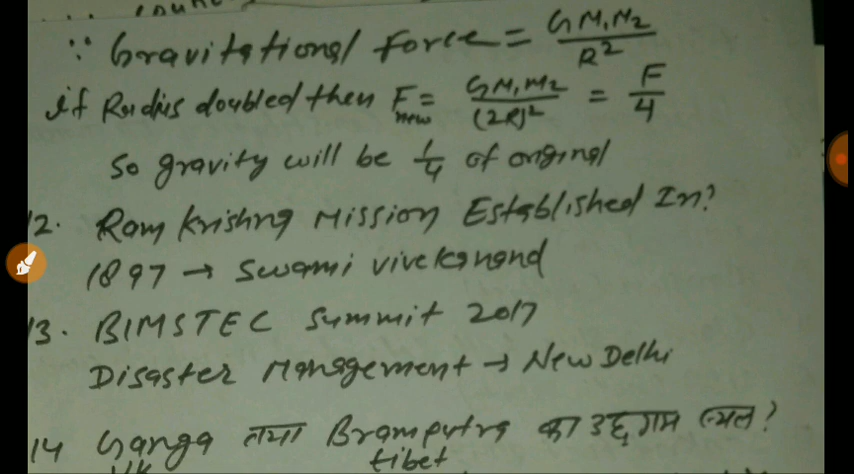 ∵ Gravitational force = GM1M2/R²
if Radius doubled then Fnew = GM1M2/(2R)² = F/4
So gravity will be 1/4 of original
12. Ram Krishna Mission Established In?
1897 → Swami vivekanand
13. BIMSTEC Summit 2017
Disaster Management → New Delhi
14 Ganga तथा Bramputra का उद्गम स्थल?
UK tibet